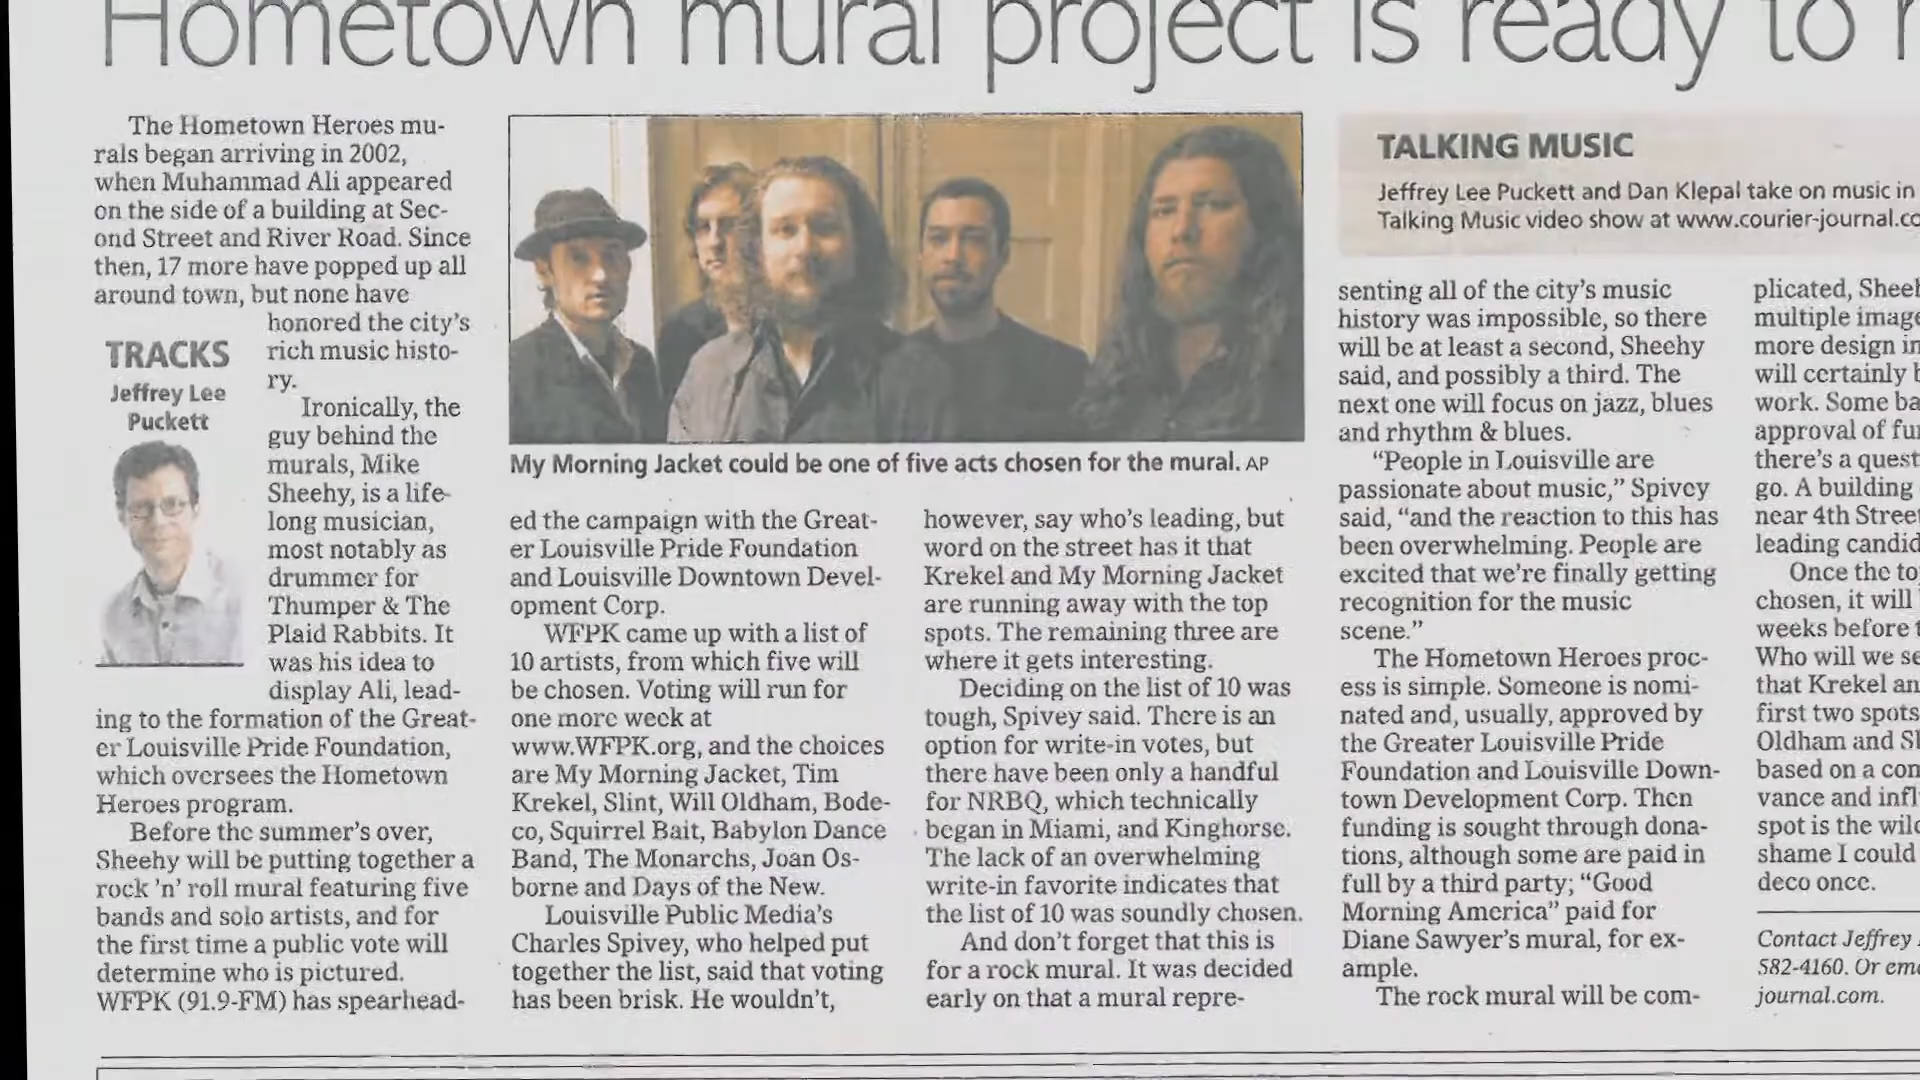 Hometown mural project is ready to
The Hometown Heroes mu-
rals began arriving in 2002,
when Muhammad Ali appeared
on the side of a building at Sec-
ond Street and River Road. Since
then, 17 more have popped up all
around town, but none have
honored the city's
rich music histo-
ry.
TRACKS
Jeffrey Lee
Puckett
Ironically, the
guy behind the
murals, Mike
Sheehy, is a life-
long musician,
most notably as
drummer for
Thumper & The
Plaid Rabbits. It
was his idea to
display Ali, lead-
ing to the formation of the Great-
er Louisville Pride Foundation,
which oversees the Hometown
Heroes program.
Before the summer's over,
Sheehy will be putting together a
rock 'n' roll mural featuring five
bands and solo artists, and for
the first time a public vote will
determine who is pictured.
WFPK (91.9-FM) has spearhead-
My Morning Jacket could be one of five acts chosen for the mural. AP
ed the campaign with the Great-
er Louisville Pride Foundation
and Louisville Downtown Devel-
opment Corp.
WFPK came up with a list of
10 artists, from which five will
be chosen. Voting will run for
one more week at
www.WFPK.org, and the choices
are My Morning Jacket, Tim
Krekel, Slint, Will Oldham, Bode-
co, Squirrel Bait, Babylon Dance
Band, The Monarchs, Joan Os-
borne and Days of the New.
Louisville Public Media's
Charles Spivey, who helped put
together the list, said that voting
has been brisk. He wouldn't,
however, say who's leading, but
word on the street has it that
Krekel and My Morning Jacket
are running away with the top
spots. The remaining three are
where it gets interesting.
Deciding on the list of 10 was
tough, Spivey said. There is an
option for write-in votes, but
there have been only a handful
for NRBQ, which technically
began in Miami, and Kinghorse.
The lack of an overwhelming
write-in favorite indicates that
the list of 10 was soundly chosen.
And don't forget that this is
for a rock mural. It was decided
early on that a mural repre-
TALKING MUSIC
Jeffrey Lee Puckett and Dan Klepal take on music in
Talking Music video show at www.courier-journal.co
senting all of the city's music
history was impossible, so there
will be at least a second, Sheehy
said, and possibly a third. The
next one will focus on jazz, blues
and rhythm & blues.
"People in Louisville are
passionate about music," Spivey
said, "and the reaction to this has
been overwhelming. People are
excited that we're finally getting
recognition for the music
scene."
The Hometown Heroes proc-
ess is simple. Someone is nomi-
nated and, usually, approved by
the Greater Louisville Pride
Foundation and Louisville Down-
town Development Corp. Then
funding is sought through dona-
tions, although some are paid in
full by a third party; "Good
Morning America" paid for
Diane Sawyer's mural, for ex-
ample.
The rock mural will be com-
plicated, Sheeh
multiple image
more design in
will certainly b
work. Some ba
approval of fu
there's a quest
go. A building
near 4th Street
leading candid
Once the to
chosen, it will
weeks before t
Who will we se
that Krekel an
first two spots
Oldham and Sl
based on a con
vance and infl
spot is the wild
shame I could
deco once.
Contact Jeffrey
582-4160. Or ema
journal.com.